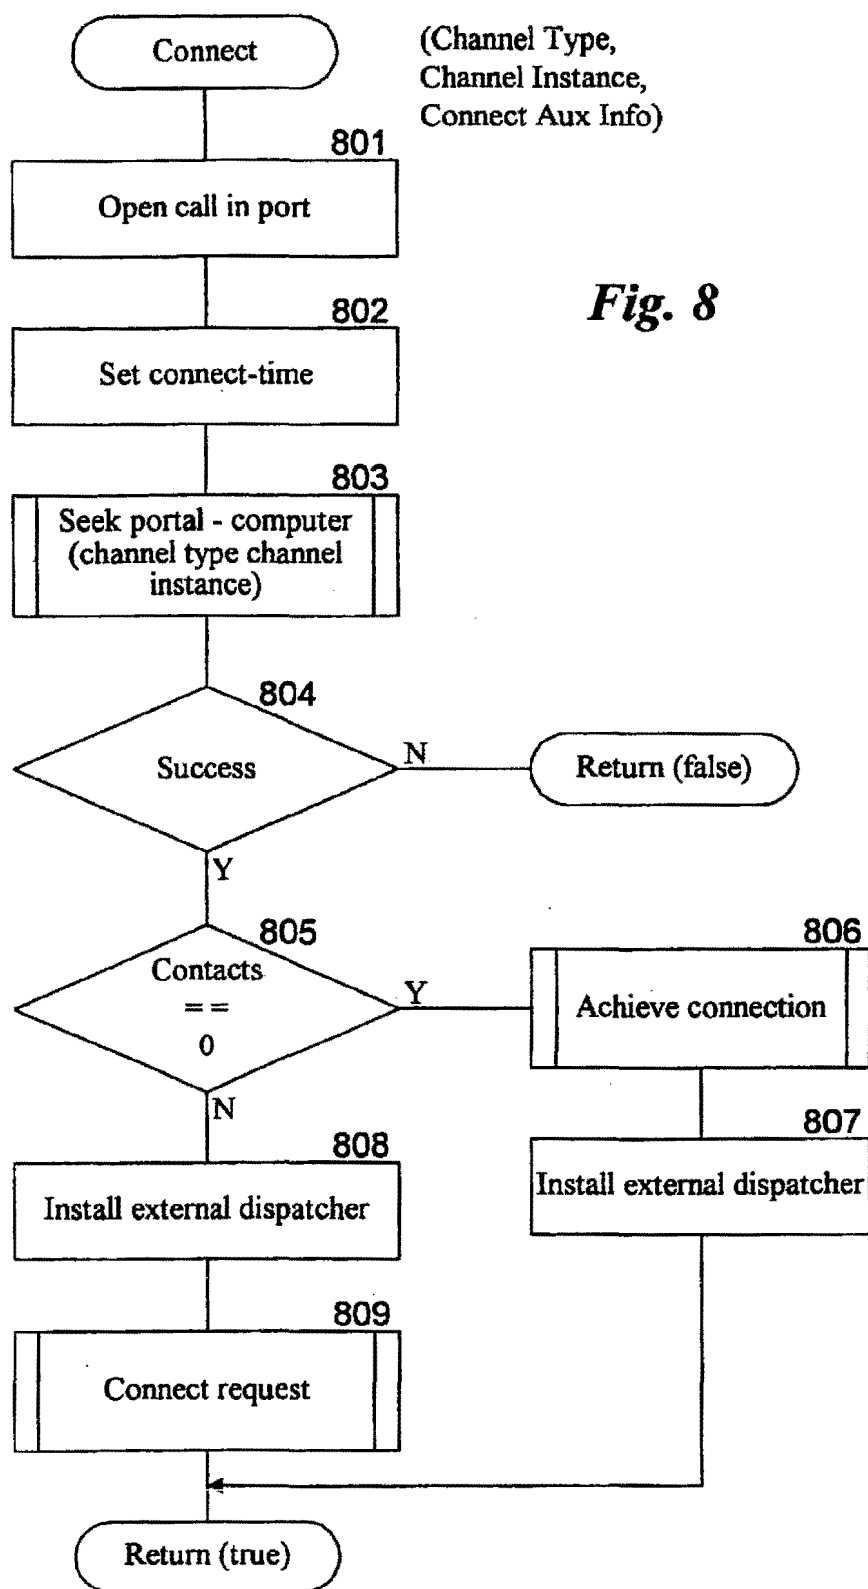 Connect
(Channel Type,
Channel Instance,
Connect Aux Info)
801
Open call in port
Fig. 8
802
Set connect-time
803
Seek portal - computer
(channel type channel
instance)
804
Success
N
Return (false)
Y
805
Contacts
==
0
Y
806
Achieve connection
N
807
Install external dispatcher
808
Install external dispatcher
809
Connect request
Return (true)